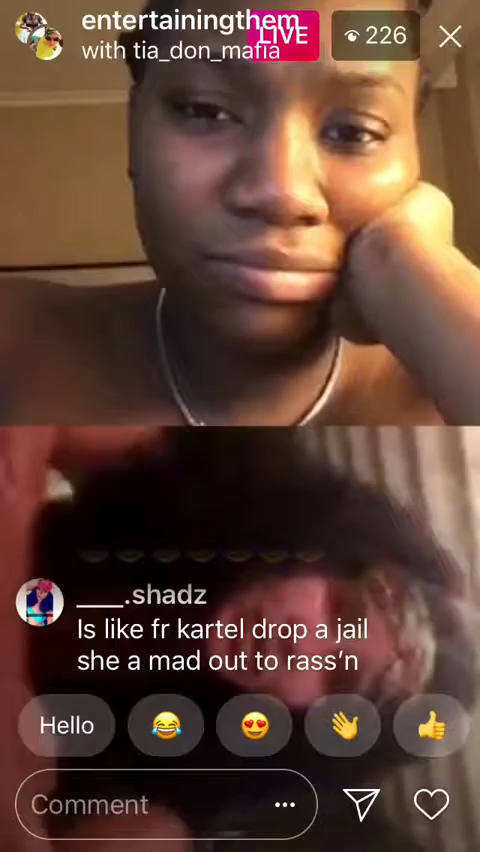 entertainingthem
LIVE
226
with tia_don_mafia
____.shadz
Is like fr kartel drop a jail
she a mad out to rass’n
Hello
Comment